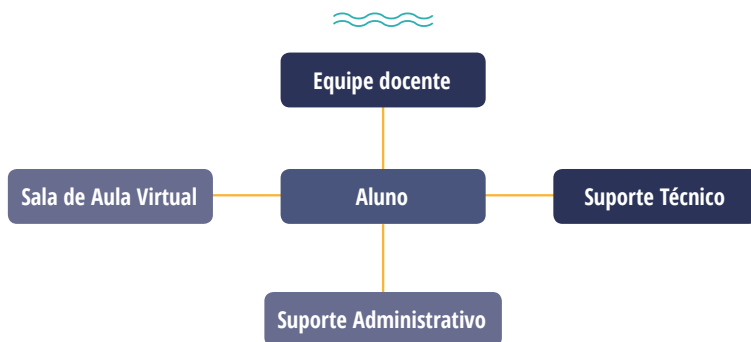 Equipe docente
Sala de Aula Virtual
Aluno
Suporte Técnico
Suporte Administrativo